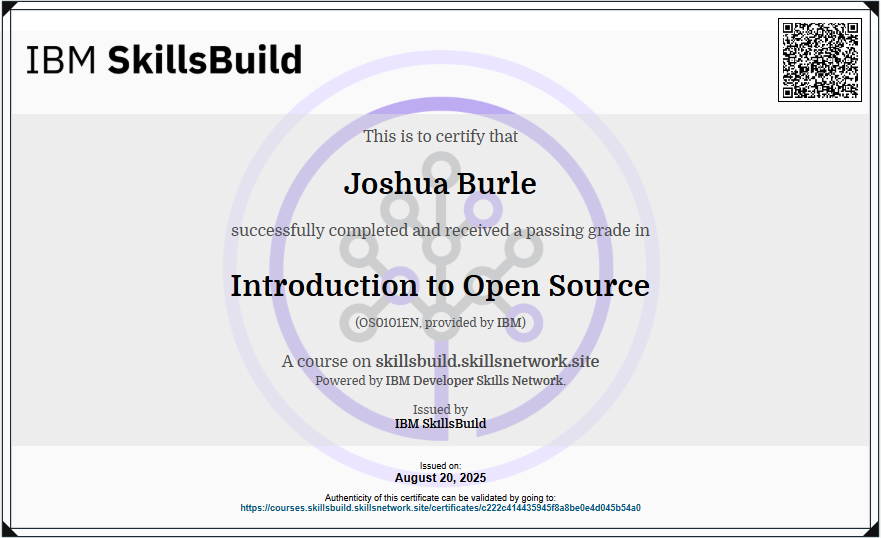 IBM SkillsBuild
This is to certify that
Joshua Burle
successfully completed and received a passing grade in
Introduction to Open Source
(OS0101EN, provided by IBM)
A course on skillsbuild.skillsnetwork.site
Powered by IBM Developer Skills Network.
Issued by
IBM SkillsBuild
Issued on:
August 20, 2025
Authenticity of this certificate can be validated by going to:
https://courses.skillsbuild.skillsnetwork.site/certificates/c222c414435945f8a8be0e4d045b54a0